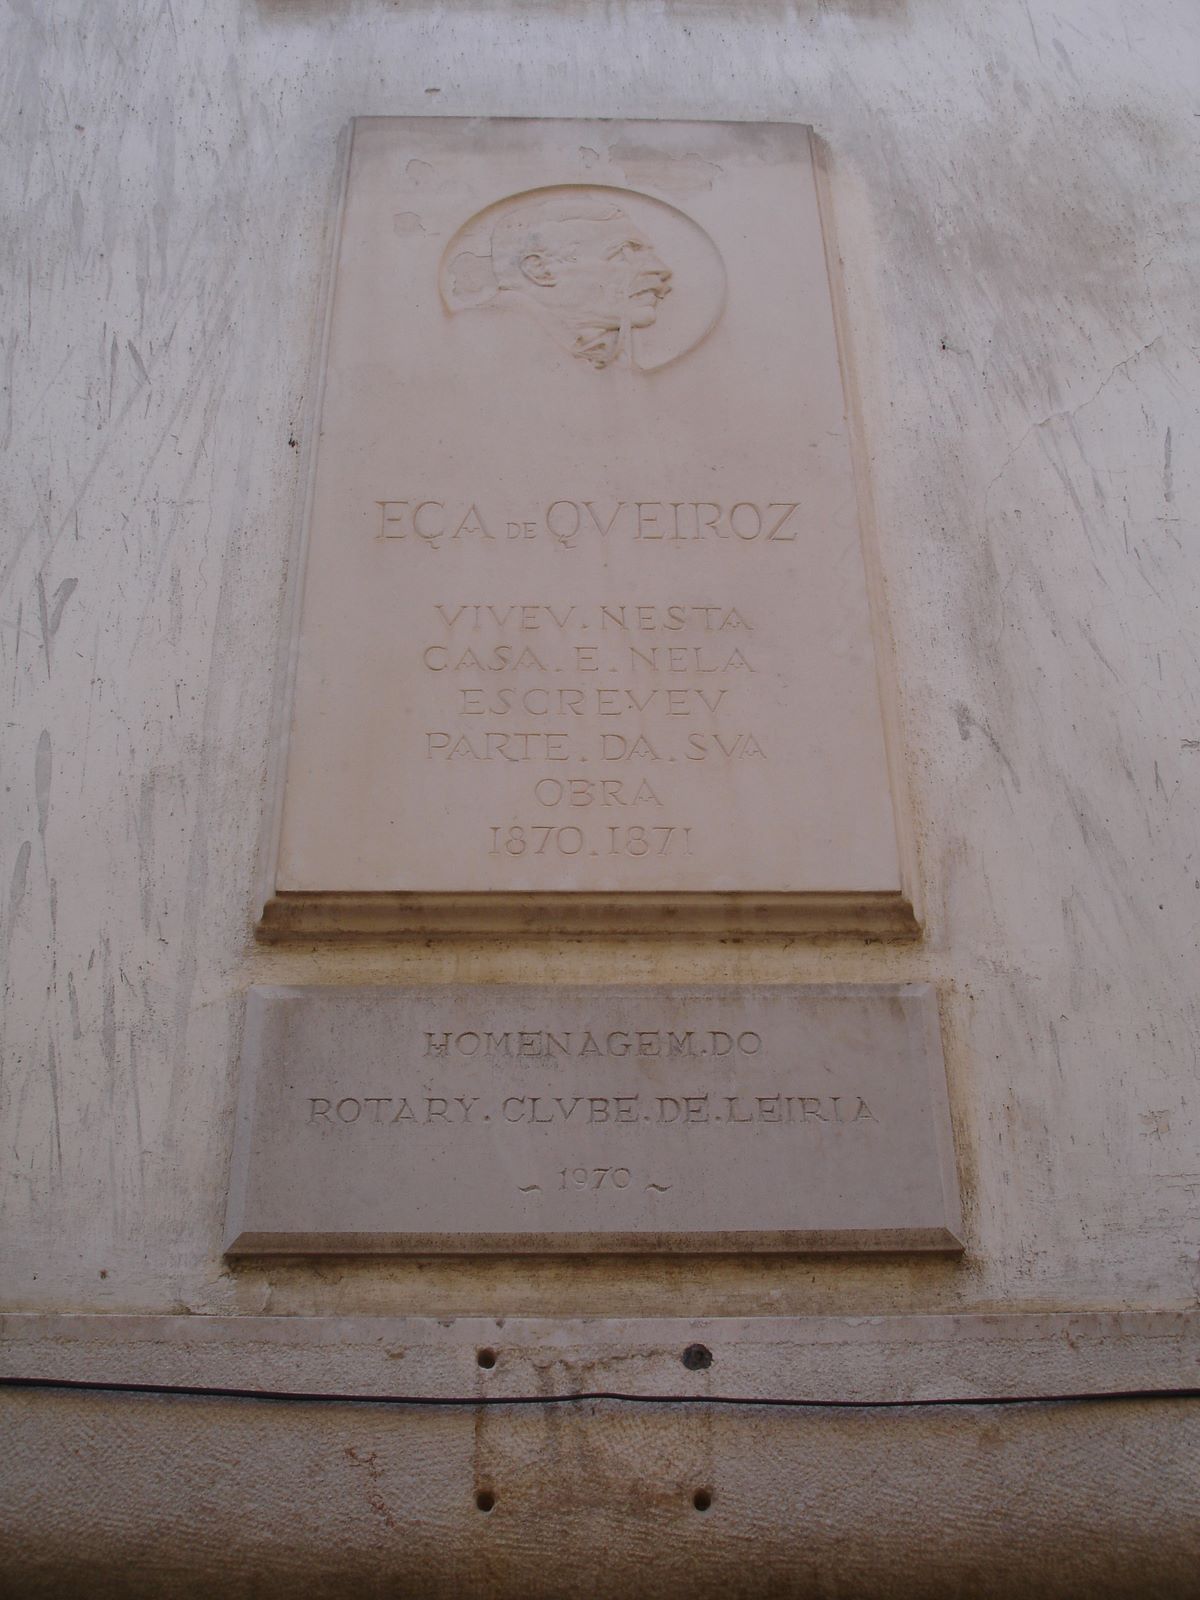 EÇA DE QVEIROZ
VIVEV.NESTA
CASA.E.NELA
ESCREVEV
PARTE.DA.SVA
OBRA
1870.1871
HOMENAGEM.DO
ROTARY.CLVBE.DE.LEIRIA
~ 1970 ~